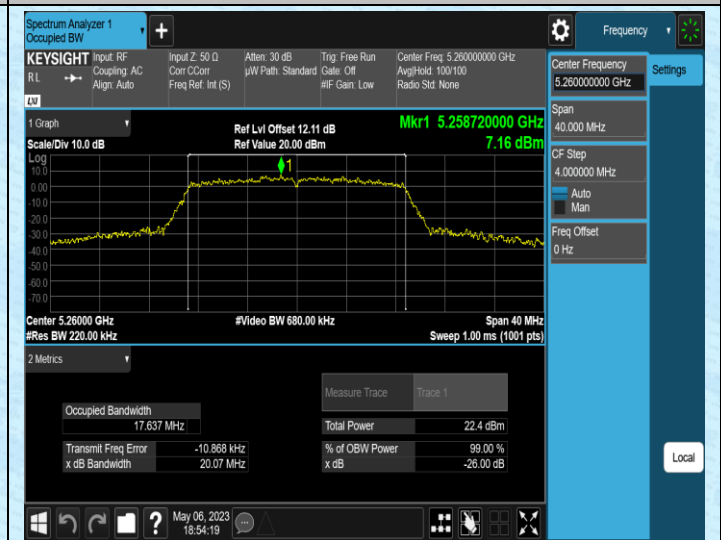 Spectrum Analyzer 1
Occupied BW
+
Frequency
KEYSIGHT
R L
LXI
Input: RF
Coupling: AC
Align: Auto
Input Z: 50 Ω
Corr CCorr
Freq Ref: Int (S)
Atten: 30 dB
µW Path: Standard
Trig: Free Run
Gate: Off
#IF Gain: Low
Center Freq: 5.260000000 GHz
Avg|Hold: 100/100
Radio Std: None
Center Frequency
5.260000000 GHz
Settings
Span
40.000 MHz
CF Step
4.000000 MHz
Auto
Man
Freq Offset
0 Hz
Local
1 Graph
Scale/Div 10.0 dB
Ref Lvl Offset 12.11 dB
Ref Value 20.00 dBm
Mkr1 5.258720000 GHz
7.16 dBm
Log
10.0
0.00
-10.0
-20.0
-30.0
-40.0
-50.0
-60.0
-70.0
1
Center 5.26000 GHz
#Res BW 220.00 kHz
#Video BW 680.00 kHz
Span 40 MHz
Sweep 1.00 ms (1001 pts)
2 Metrics
Measure Trace Trace 1
Occupied Bandwidth
17.637 MHz
Total Power 22.4 dBm
Transmit Freq Error -10.868 kHz
x dB Bandwidth 20.07 MHz
% of OBW Power 99.00 %
x dB -26.00 dB
?
May 06, 2023
18:54:19